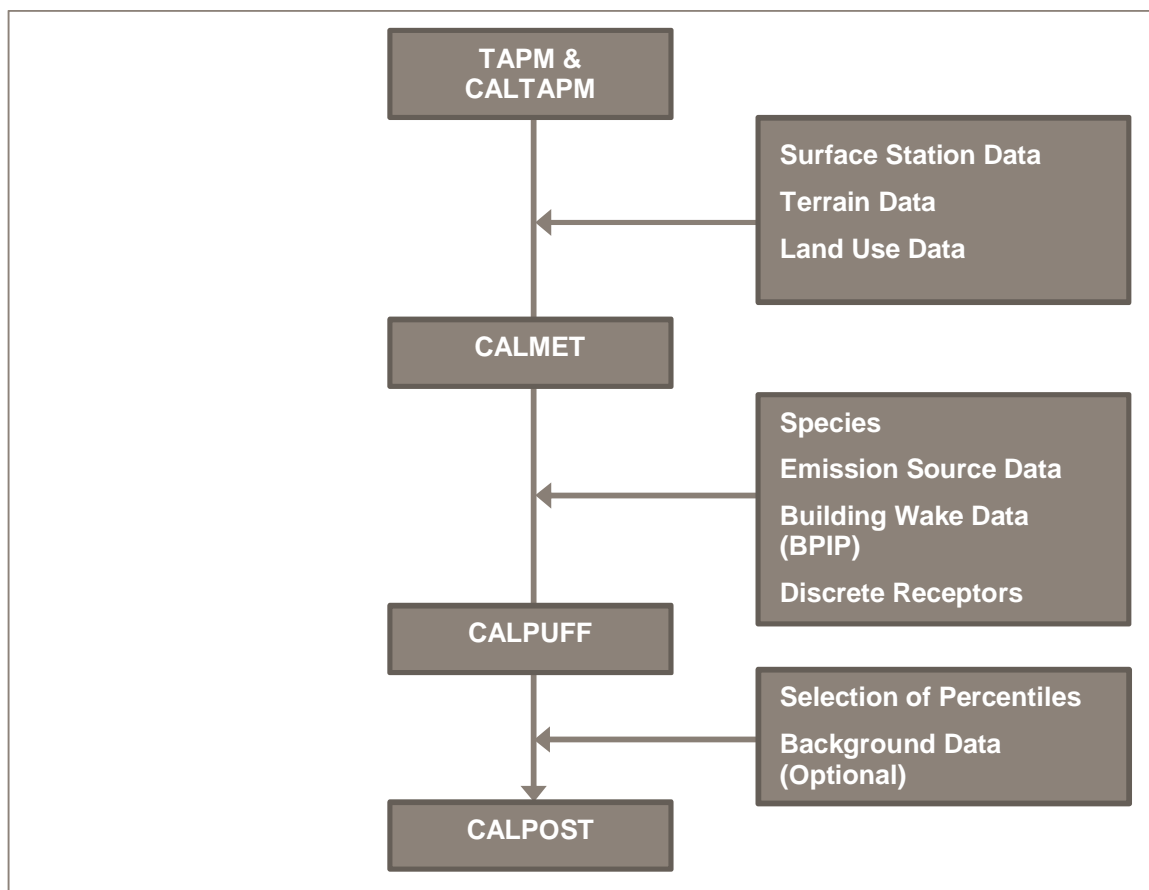 TAPM &
CALTAPM
Surface Station Data
Terrain Data
Land Use Data
CALMET
Species
Emission Source Data
Building Wake Data
(BPIP)
Discrete Receptors
CALPUFF
Selection of Percentiles
Background Data
(Optional)
CALPOST